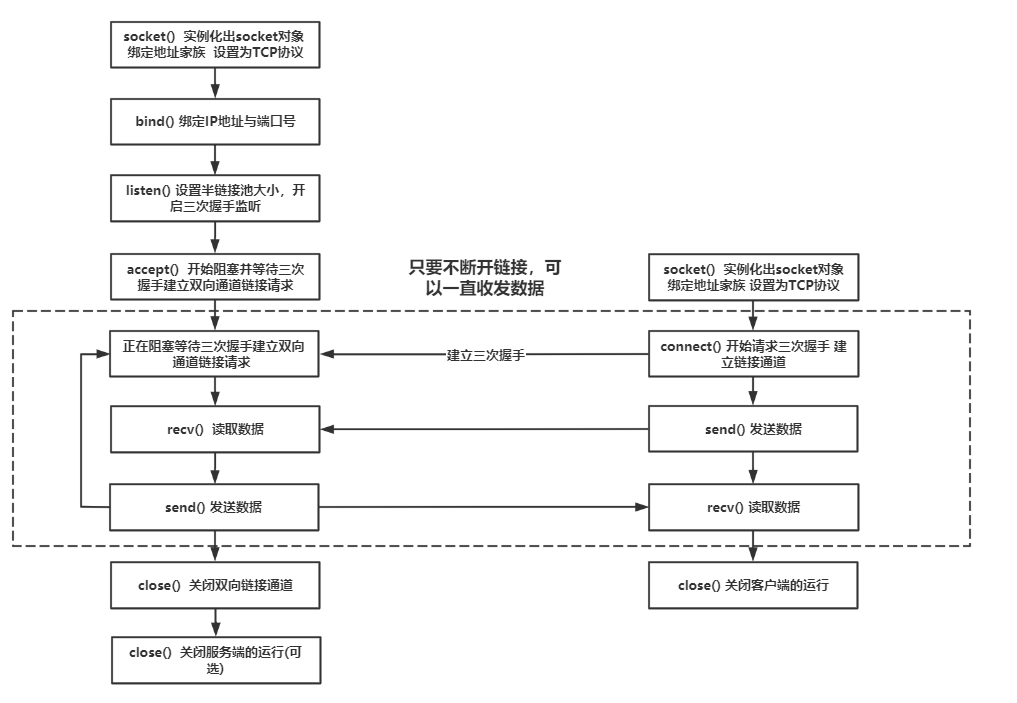 socket() 实例化出socket对象
绑定地址家族 设置为TCP协议
bind() 绑定IP地址与端口号
listen() 设置半链接池大小，开
启三次握手监听
accept() 开始阻塞并等待三次
握手建立双向通道链接请求
只要不断开链接，可
以一直收发数据
socket() 实例化出socket对象
绑定地址家族 设置为TCP协议
正在阻塞等待三次握手建立双向
通道链接请求
建立三次握手
connect() 开始请求三次握手 建
立链接通道
recv() 读取数据
send() 发送数据
send() 发送数据
recv() 读取数据
close() 关闭双向链接通道
close() 关闭客户端的运行
close() 关闭服务端的运行(可
选)